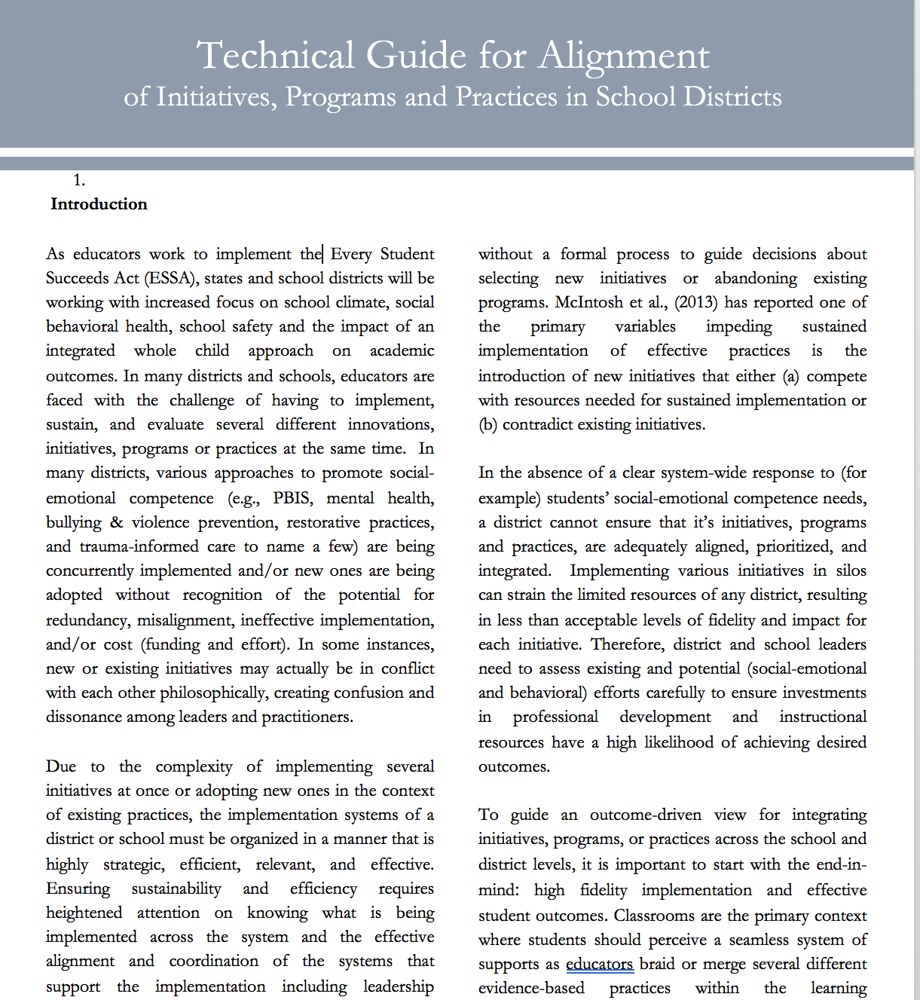 Technical Guide for Alignment
of Initiatives, Programs and Practices in School Districts
1.
Introduction
As educators work to implement the Every Student
Succeeds Act (ESSA), states and school districts will be
working with increased focus on school climate, social
behavioral health, school safety and the impact of an
integrated whole child approach on academic
outcomes. In many districts and schools, educators are
faced with the challenge of having to implement,
sustain, and evaluate several different innovations,
initiatives, programs or practices at the same time.  In
many districts, various approaches to promote social-
emotional competence (e.g., PBIS, mental health,
bullying & violence prevention, restorative practices,
and trauma-informed care to name a few) are being
concurrently implemented and/or new ones are being
adopted without recognition of the potential for
redundancy, misalignment, ineffective implementation,
and/or cost (funding and effort). In some instances,
new or existing initiatives may actually be in conflict
with each other philosophically, creating confusion and
dissonance among leaders and practitioners.
Due to the complexity of implementing several
initiatives at once or adopting new ones in the context
of existing practices, the implementation systems of a
district or school must be organized in a manner that is
highly strategic, efficient, relevant, and effective.
Ensuring sustainability and efficiency requires
heightened attention on knowing what is being
implemented across the system and the effective
alignment and coordination of the systems that
support the implementation including leadership
without a formal process to guide decisions about
selecting new initiatives or abandoning existing
programs. McIntosh et al., (2013) has reported one of
the primary variables impeding sustained
implementation of effective practices is the
introduction of new initiatives that either (a) compete
with resources needed for sustained implementation or
(b) contradict existing initiatives.
In the absence of a clear system-wide response to (for
example) students’ social-emotional competence needs,
a district cannot ensure that it’s initiatives, programs
and practices, are adequately aligned, prioritized, and
integrated.  Implementing various initiatives in silos
can strain the limited resources of any district, resulting
in less than acceptable levels of fidelity and impact for
each initiative. Therefore, district and school leaders
need to assess existing and potential (social-emotional
and behavioral) efforts carefully to ensure investments
in professional development and instructional
resources have a high likelihood of achieving desired
outcomes.
To guide an outcome-driven view for integrating
initiatives, programs, or practices across the school and
district levels, it is important to start with the end-in-
mind: high fidelity implementation and effective
student outcomes. Classrooms are the primary context
where students should perceive a seamless system of
supports as educators braid or merge several different
evidence-based practices within the learning